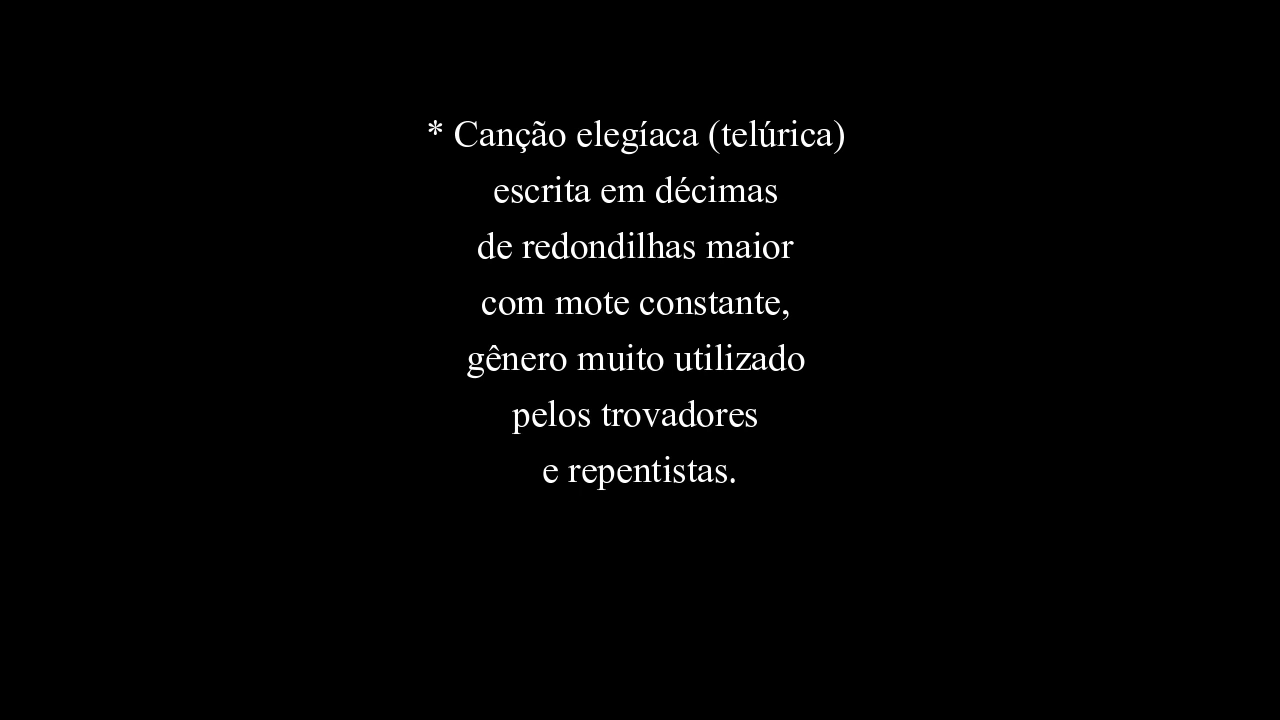 * Canção elegíaca (telúrica)
escrita em décimas
de redondilhas maior
com mote constante,
gênero muito utilizado
pelos trovadores
e repentistas.